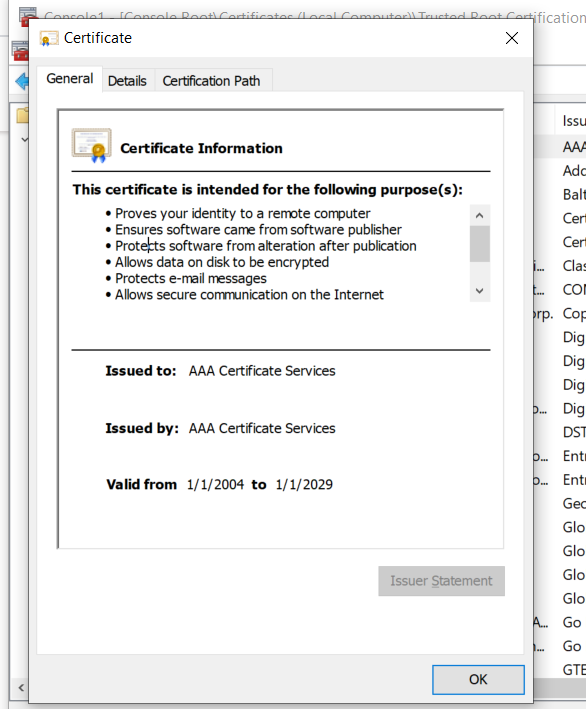 Console1 - [Console Root\Certificates (Local Computer)\Trusted Root Certification
Certificate
General Details Certification Path
Certificate Information
This certificate is intended for the following purpose(s):
• Proves your identity to a remote computer
• Ensures software came from software publisher
• Protects software from alteration after publication
• Allows data on disk to be encrypted
• Protects e-mail messages
• Allows secure communication on the Internet
Issued to: AAA Certificate Services
Issued by: AAA Certificate Services
Valid from 1/1/2004 to 1/1/2029
Issuer Statement
OK
Issu
AAA
Add
Balt
Cert
Cert
i... Clas
t... CON
orp. Cop
Dig
Dig
Dig
o... Dig
DST
o... Entr
o... Entr
Geo
Glo
Glo
Glo
Glo
A... Go
n... Go
GTE